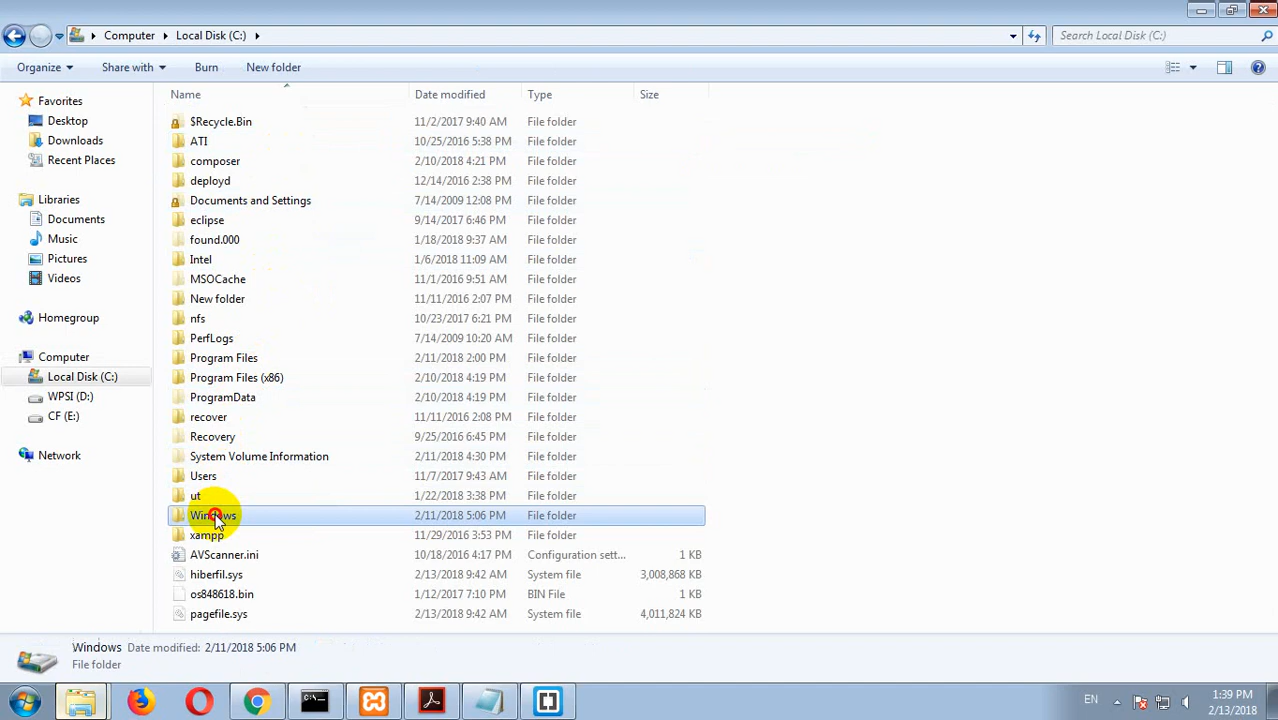 Computer Local Disk (C:) Search Local Disk (C:)
Organize Share with Burn New folder
Name Date modified Type Size
Favorites
Desktop
Downloads
Recent Places
Libraries
Documents
Music
Pictures
Videos
Homegroup
Computer
Local Disk (C:)
WPSI (D:)
CF (E:)
Network
$Recycle.Bin 11/2/2017 9:40 AM File folder
ATI 10/25/2016 5:38 PM File folder
composer 2/10/2018 4:21 PM File folder
deployd 12/14/2016 2:38 PM File folder
Documents and Settings 7/14/2009 12:08 PM File folder
eclipse 9/14/2017 6:46 PM File folder
found.000 1/18/2018 9:37 AM File folder
Intel 1/6/2018 11:09 AM File folder
MSOCache 11/1/2016 9:51 AM File folder
New folder 11/11/2016 2:07 PM File folder
nfs 10/23/2017 6:21 PM File folder
PerfLogs 7/14/2009 10:20 AM File folder
Program Files 2/11/2018 2:00 PM File folder
Program Files (x86) 2/10/2018 4:19 PM File folder
ProgramData 2/10/2018 4:19 PM File folder
recover 11/11/2016 2:08 PM File folder
Recovery 9/25/2016 6:45 PM File folder
System Volume Information 2/11/2018 4:30 PM File folder
Users 11/7/2017 9:43 AM File folder
ut 1/22/2018 3:38 PM File folder
Windows 2/11/2018 5:06 PM File folder
xampp 11/29/2016 3:53 PM File folder
AVScanner.ini 10/18/2016 4:17 PM Configuration sett... 1 KB
hiberfil.sys 2/13/2018 9:42 AM System file 3,008,868 KB
os848618.bin 1/12/2017 7:10 PM BIN File 1 KB
pagefile.sys 2/13/2018 9:42 AM System file 4,011,824 KB
Windows Date modified: 2/11/2018 5:06 PM
File folder
EN 1:39 PM
2/13/2018